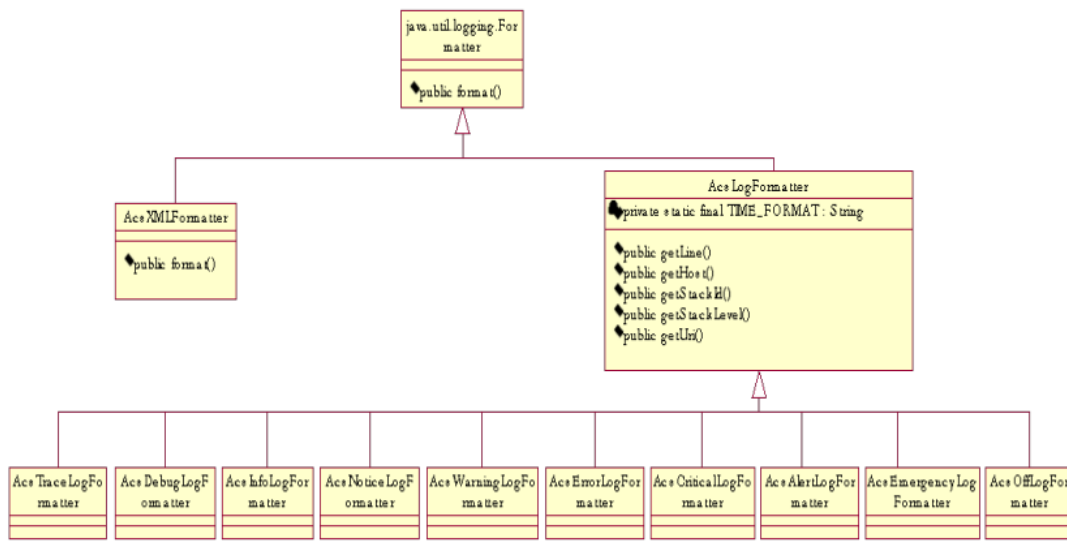 java.util.logging.For
matter
public format()
AcsXMLFormatter
public format()
AcsLogFormatter
private static final TIME_FORMAT : String
public getLine()
public getHost()
public getStackId()
public getStackLevel()
public getUri()
AcsTraceLogFo
rmatter
AcsDebugLogF
ormatter
AcsInfoLogFor
matter
AcsNoticeLogF
ormatter
AcsWarningLogFo
rmatter
AcsErrorLogFor
matter
AcsCriticalLogFo
rmatter
AcsAlertLogFor
matter
AcsEmergencyLog
Formatter
AcsOffLogFor
matter